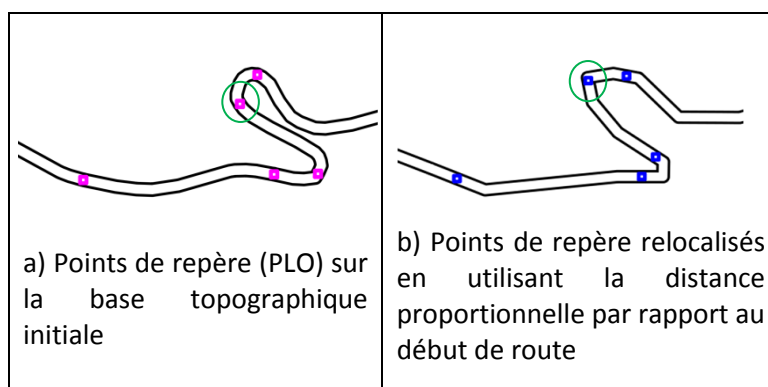 a) Points de repère (PLO) sur
la base topographique
initiale
b) Points de repère relocalisés
en utilisant la distance
proportionnelle par rapport au
début de route